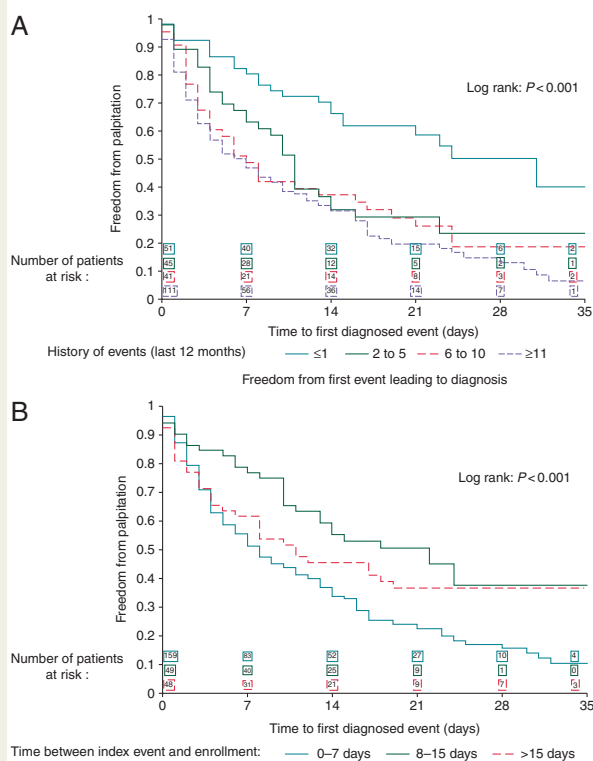 A
1
0.9
0.8
0.7
0.6
0.5
0.4
0.3
0.2
0.1
0
Freedom from palpitation
Log rank: P<0.001
Number of patients at risk :
51 40 32 15 6 2
45 28 12 5 2 1
41 21 14 8 3 2
111 56 36 14 7 1
0 7 14 21 28 35
Time to first diagnosed event (days)
History of events (last 12 months) ≤1 2 to 5 6 to 10 ≥11
Freedom from first event leading to diagnosis
B
1
0.9
0.8
0.7
0.6
0.5
0.4
0.3
0.2
0.1
0
Freedom from palpitation
Log rank: P<0.001
Number of patients at risk :
159 83 52 27 10 4
49 40 25 9 1 0
48 31 21 9 7 3
0 7 14 21 28 35
Time to first diagnosed event (days)
Time between index event and enrollment: 0–7 days 8–15 days >15 days